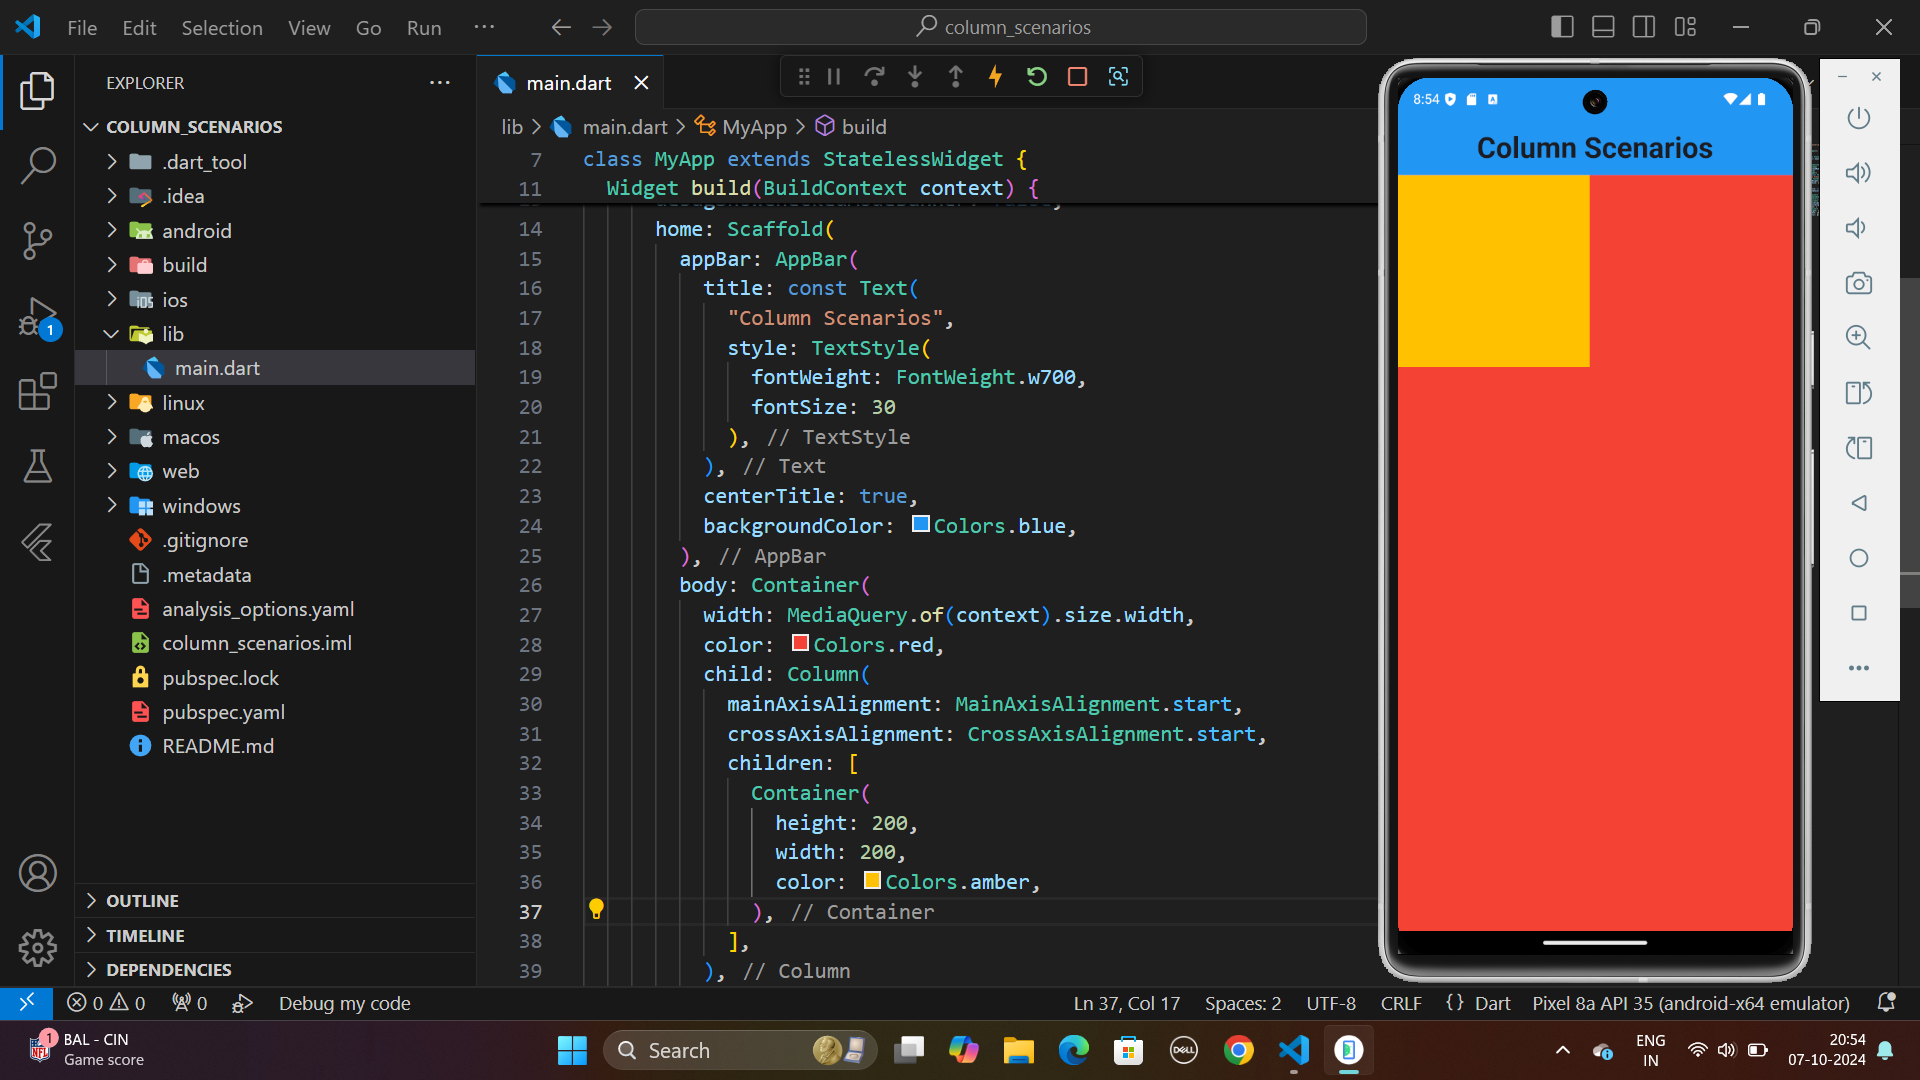 File Edit Selection View Go Run ···
column_scenarios
EXPLORER
main.dart
COLUMN_SCENARIOS
.dart_tool
.idea
android
build
ios
lib
main.dart
linux
macos
web
windows
.gitignore
.metadata
analysis_options.yaml
column_scenarios.iml
pubspec.lock
pubspec.yaml
README.md
OUTLINE
TIMELINE
DEPENDENCIES
1
lib > main.dart > MyApp > build
7 class MyApp extends StatelessWidget {
11 Widget build(BuildContext context) {
14 home: Scaffold(
15 appBar: AppBar(
16 title: const Text(
17 "Column Scenarios",
18 style: TextStyle(
19 fontWeight: FontWeight.w700,
20 fontSize: 30
21 ), // TextStyle
22 ), // Text
23 centerTitle: true,
24 backgroundColor: Colors.blue,
25 ), // AppBar
26 body: Container(
27 width: MediaQuery.of(context).size.width,
28 color: Colors.red,
29 child: Column(
30 mainAxisAlignment: MainAxisAlignment.start,
31 crossAxisAlignment: CrossAxisAlignment.start,
32 children: [
33 Container(
34 height: 200,
35 width: 200,
36 color: Colors.amber,
37 ), // Container
38 ],
39 ), // Column
8:54
Column Scenarios
0 0 0 Debug my code
Ln 37, Col 17 Spaces: 2 UTF-8 CRLF {} Dart Pixel 8a API 35 (android-x64 emulator)
1 BAL - CIN
Game score
Search
DELL
ENG
IN
20:54
07-10-2024